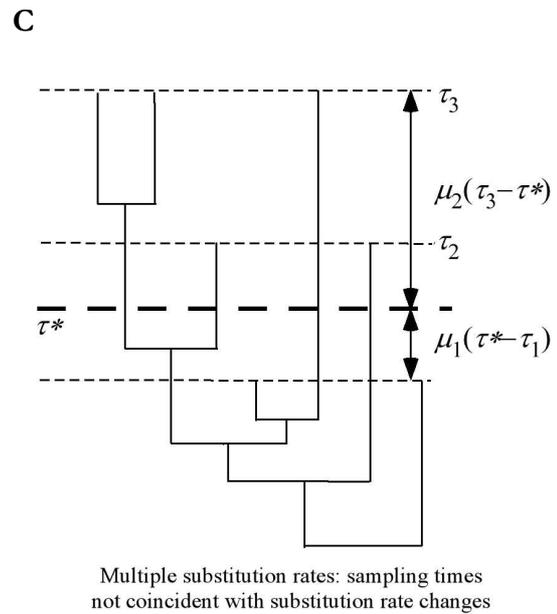 C
τ3
μ2(τ3−τ*)
τ2
τ*
μ1(τ*−τ1)
Multiple substitution rates: sampling times
not coincident with substitution rate changes